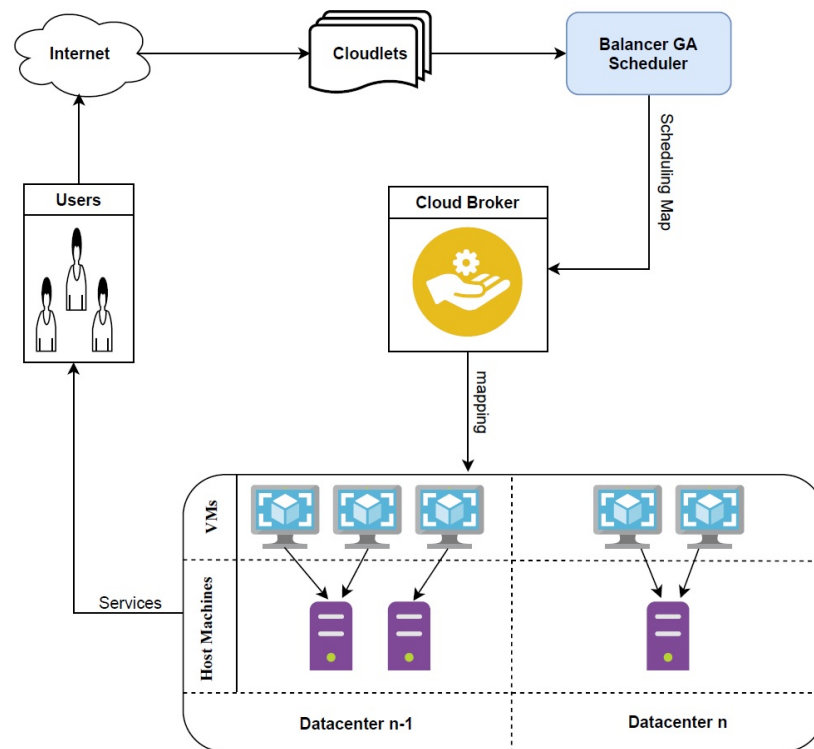 Internet
Cloudlets
Balancer GA
Scheduler
Scheduling Map
Users
Cloud Broker
mapping
VMs
Services
Host Machines
Datacenter n-1
Datacenter n